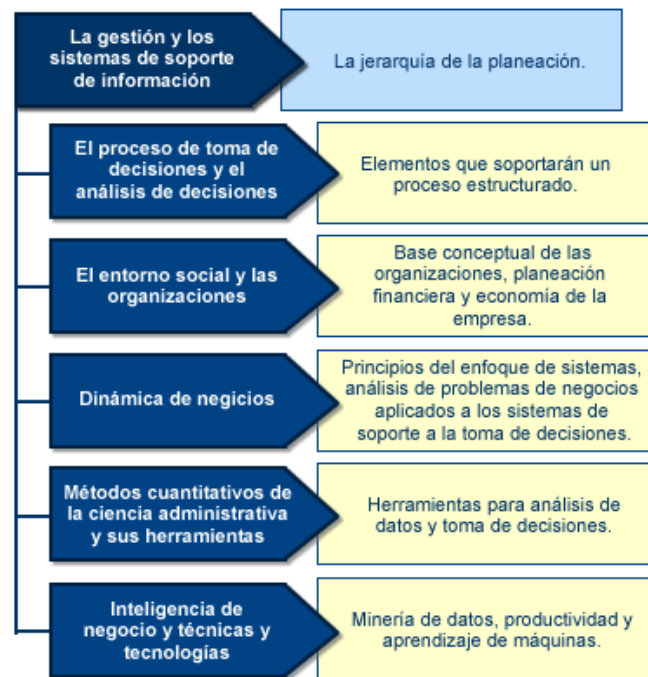 La gestión y los
sistemas de soporte
de información
La jerarquía de la planeación.
El proceso de toma de
decisiones y el
análisis de decisiones
Elementos que soportarán un
proceso estructurado.
El entorno social y las
organizaciones
Base conceptual de las
organizaciones, planeación
financiera y economía de la
empresa.
Dinámica de negicios
Principios del enfoque de sistemas,
análisis de problemas de negocios
aplicados a los sistemas de
soporte a la toma de decisiones.
Métodos cuantitativos de
la ciencia administrativa
y sus herramientas
Herramientas para análisis de
datos y toma de decisiones.
Inteligencia de
negocio y técnicas y
tecnologías
Minería de datos, productividad y
aprendizaje de máquinas.